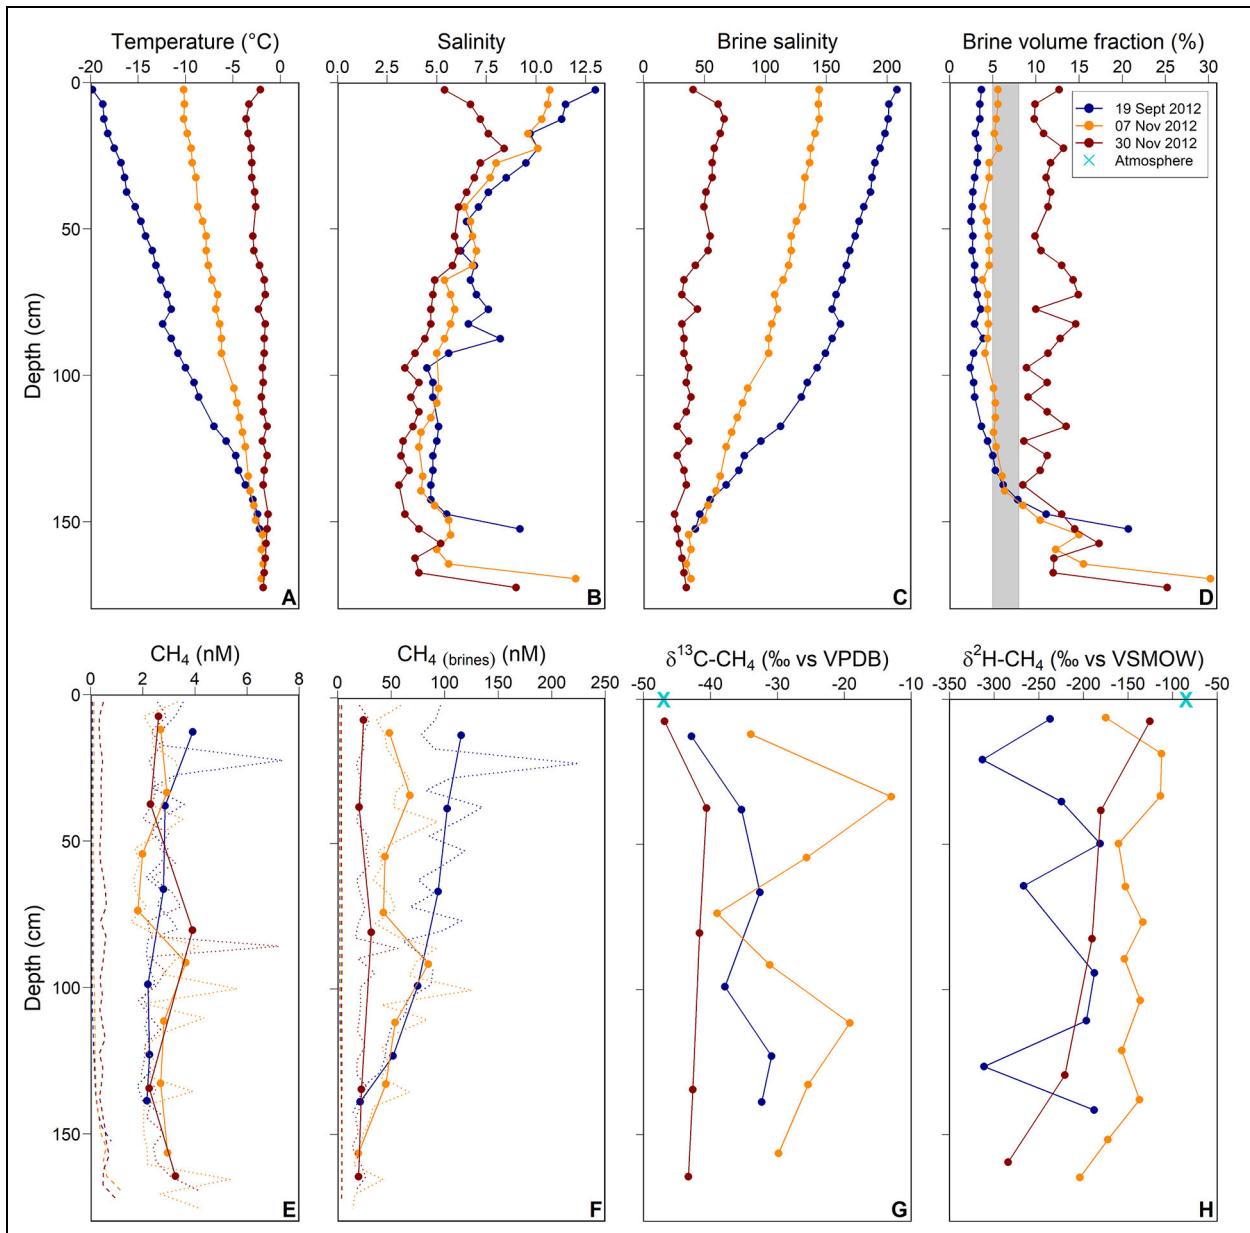 Temperature (°C)
-20 -15 -10 -5 0
Salinity
0.0 2.5 5.0 7.5 10.0 12.5
Brine salinity
0 50 100 150 200
Brine volume fraction (%)
0 5 10 15 20 25 30
Depth (cm)
0
50
100
150
19 Sept 2012
07 Nov 2012
30 Nov 2012
Atmosphere
A
B
C
D
CH4 (nM)
0 2 4 6 8
CH4 (brines) (nM)
0 50 100 150 200 250
δ13C-CH4 (‰ vs VPDB)
-50 -40 -30 -20 -10
δ2H-CH4 (‰ vs VSMOW)
-350 -300 -250 -200 -150 -100 -50
Depth (cm)
0
50
100
150
E
F
G
H